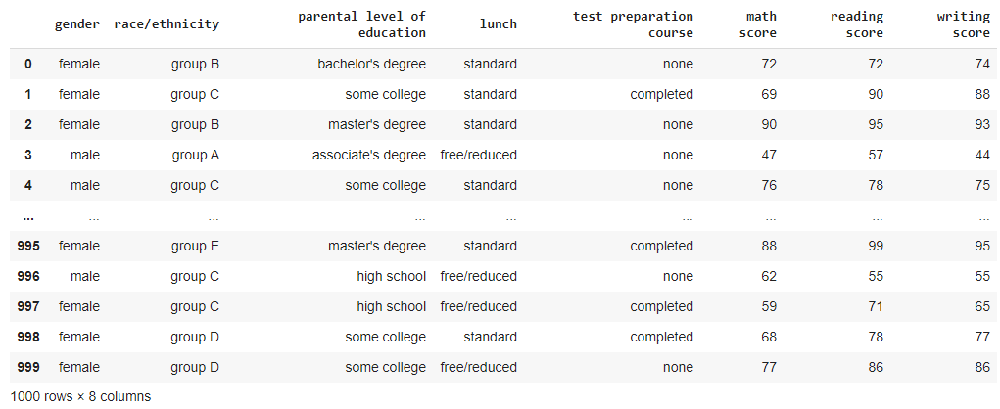 gender race/ethnicity parental level of education lunch test preparation course math score reading score writing score
0 female group B bachelor's degree standard none 72 72 74
1 female group C some college standard completed 69 90 88
2 female group B master's degree standard none 90 95 93
3 male group A associate's degree free/reduced none 47 57 44
4 male group C some college standard none 76 78 75
... ... ... ... ... ... ... ... ...
995 female group E master's degree standard completed 88 99 95
996 male group C high school free/reduced none 62 55 55
997 female group C high school free/reduced completed 59 71 65
998 female group D some college standard completed 68 78 77
999 female group D some college free/reduced none 77 86 86
1000 rows × 8 columns